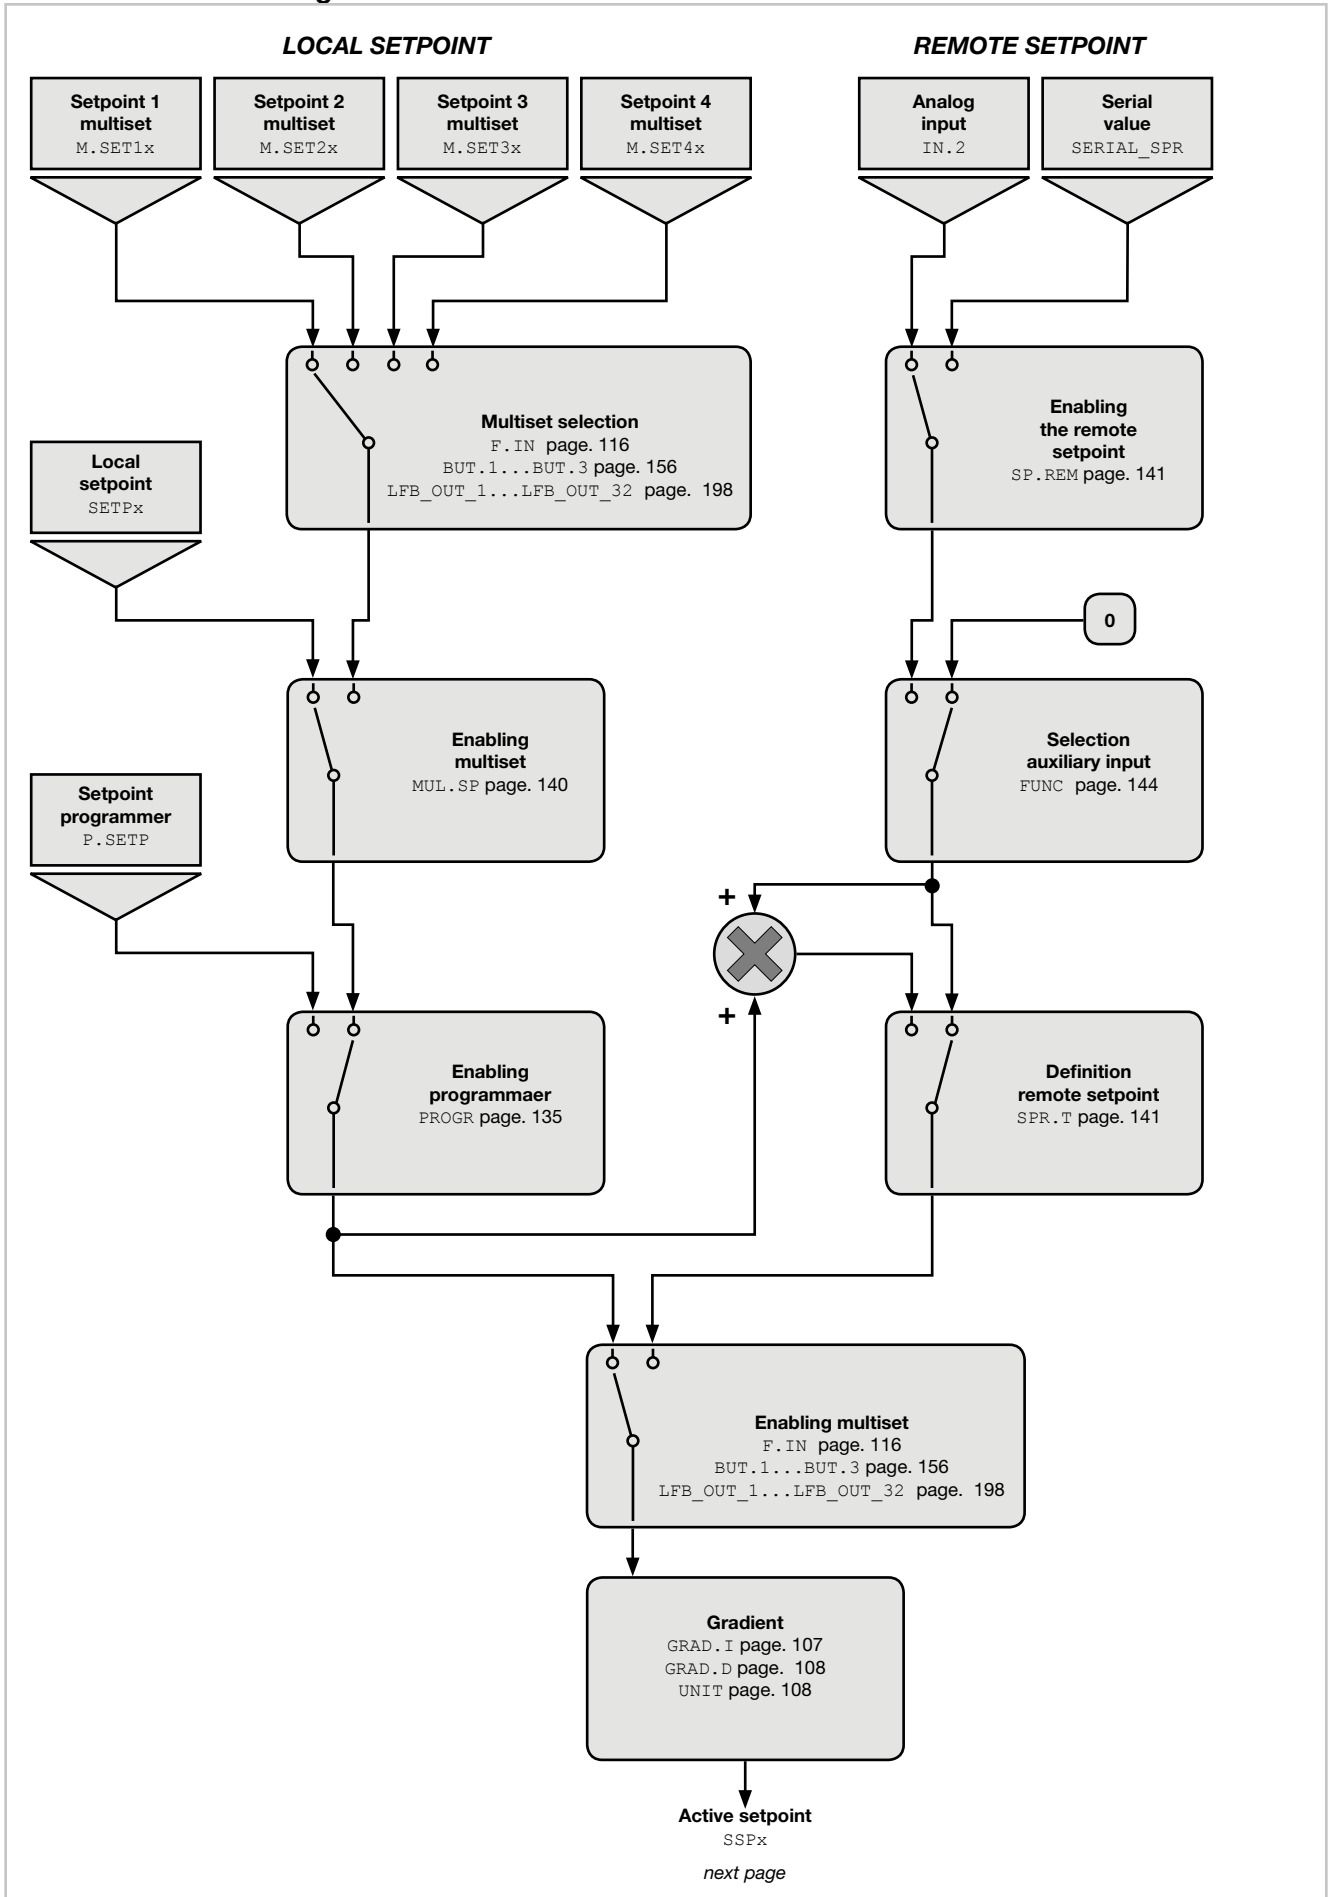 LOCAL SETPOINT
REMOTE SETPOINT
Setpoint 1
multiset
M.SET1x
Setpoint 2
multiset
M.SET2x
Setpoint 3
multiset
M.SET3x
Setpoint 4
multiset
M.SET4x
Analog
input
IN.2
Serial
value
SERIAL_SPR
Multiset selection
F.IN page. 116
BUT.1...BUT.3 page. 156
LFB_OUT_1...LFB_OUT_32 page. 198
Enabling
the remote
setpoint
SP.REM page. 141
Local
setpoint
SETPx
0
Enabling
multiset
MUL.SP page. 140
Selection
auxiliary input
FUNC page. 144
Setpoint
programmer
P.SETP
+
+
Enabling
programmaer
PROGR page. 135
Definition
remote setpoint
SPR.T page. 141
Enabling multiset
F.IN page. 116
BUT.1...BUT.3 page. 156
LFB_OUT_1...LFB_OUT_32 page. 198
Gradient
GRAD.I page. 107
GRAD.D page. 108
UNIT page. 108
Active setpoint
SSPx
next page